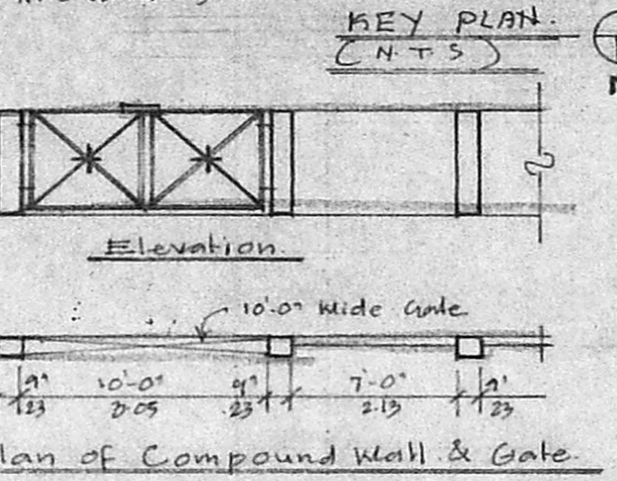 KEY PLAN.
(N.T.S)
Elevation.
10'-0" Wide Gate
9" 10'-0" 9" 7'-0" 9"
23 3.05 .23 2.13 23
lan of Compound Wall & Gate.